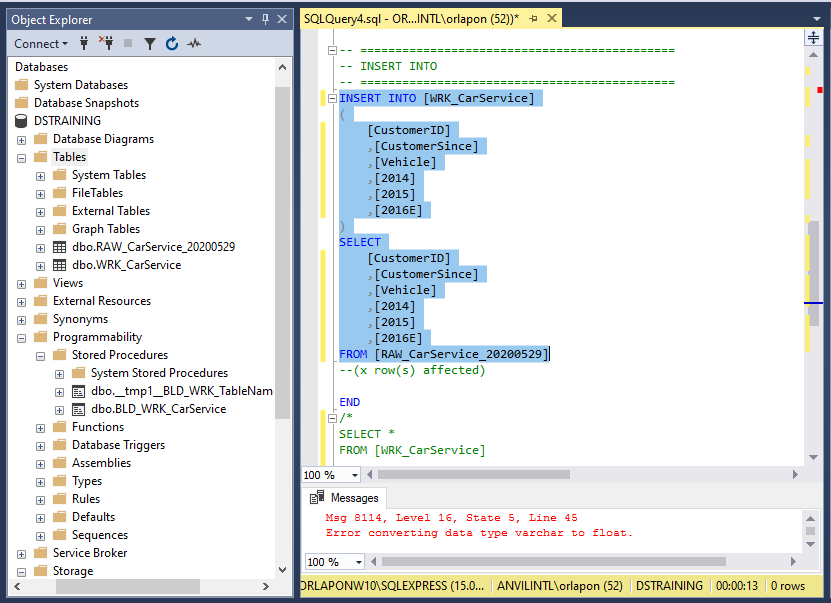 Object Explorer
Connect
Databases
System Databases
Database Snapshots
DSTRAINING
Database Diagrams
Tables
System Tables
FileTables
External Tables
Graph Tables
dbo.RAW_CarService_20200529
dbo.WRK_CarService
Views
External Resources
Synonyms
Programmability
Stored Procedures
System Stored Procedures
dbo.__tmp1__BLD_WRK_TableNam
dbo.BLD_WRK_CarService
Functions
Database Triggers
Assemblies
Types
Rules
Defaults
Sequences
Service Broker
Storage
SQLQuery4.sql - OR...INTL\orlapon (52))*
-- =============================================
-- INSERT INTO
-- =============================================
INSERT INTO [WRK_CarService]
(
[CustomerID]
,[CustomerSince]
,[Vehicle]
,[2014]
,[2015]
,[2016E]
)
SELECT
[CustomerID]
,[CustomerSince]
,[Vehicle]
,[2014]
,[2015]
,[2016E]
FROM [RAW_CarService_20200529]
--(x row(s) affected)
END
/*
SELECT *
FROM [WRK_CarService]
100 %
Messages
Msg 8114, Level 16, State 5, Line 45
Error converting data type varchar to float.
100 %
ORLAPONW10\SQLEXPRESS (15.0... ANVILINTL\orlapon (52) DSTRAINING 00:00:13 0 rows